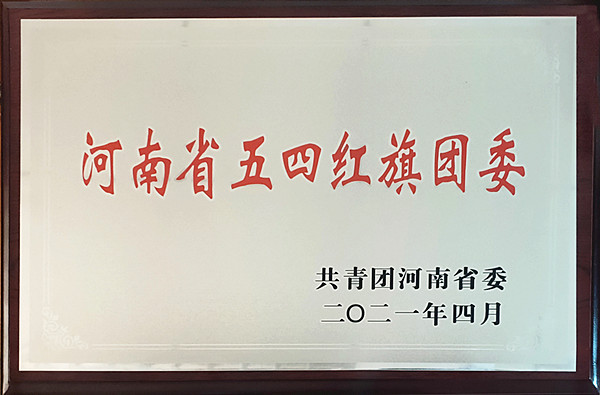 河南省五四红旗团委
共青团河南省委
二〇二一年四月